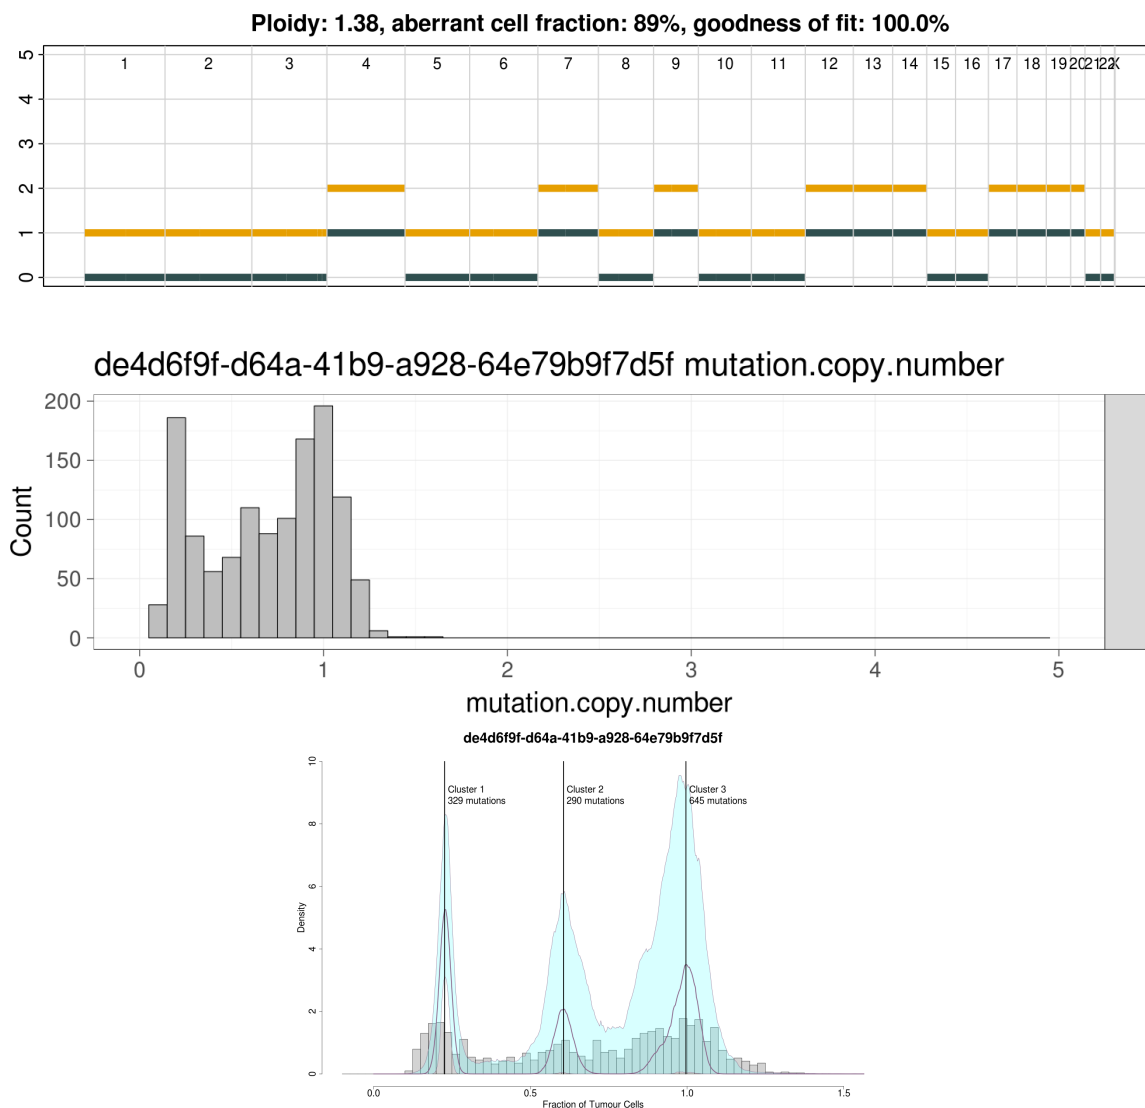 Ploidy: 1.38, aberrant cell fraction: 89%, goodness of fit: 100.0%
5
4
3
2
1
0
1 2 3 4 5 6 7 8 9 10 11 12 13 14 15 16 17 18 19 20 21 22 X
de4d6f9f-d64a-41b9-a928-64e79b9f7d5f mutation.copy.number
Count
200
150
100
50
0
0 1 2 3 4 5
mutation.copy.number
de4d6f9f-d64a-41b9-a928-64e79b9f7d5f
Density
10
8
6
4
2
0
Cluster 1
329 mutations
Cluster 2
290 mutations
Cluster 3
645 mutations
0.0 0.5 1.0 1.5
Fraction of Tumour Cells